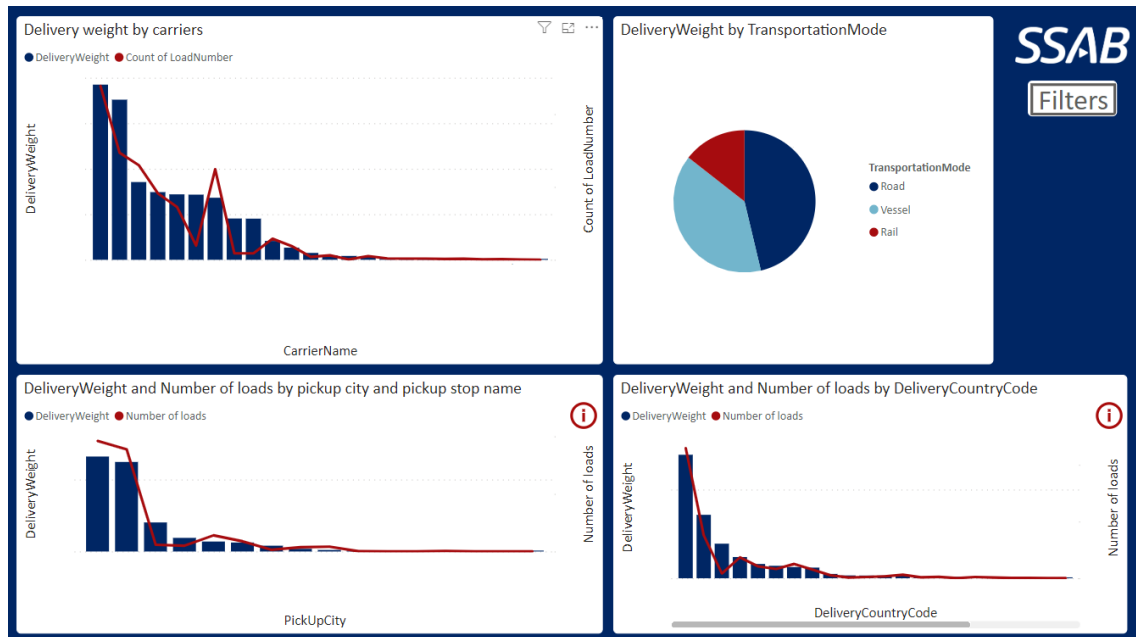 Delivery weight by carriers
DeliveryWeight Count of LoadNumber
DeliveryWeight
Count of LoadNumber
CarrierName
DeliveryWeight by TransportationMode
TransportationMode
Road
Vessel
Rail
SSAB
Filters
DeliveryWeight and Number of loads by pickup city and pickup stop name
DeliveryWeight Number of loads
i
DeliveryWeight
Number of loads
PickUpCity
DeliveryWeight and Number of loads by DeliveryCountryCode
DeliveryWeight Number of loads
i
DeliveryWeight
Number of loads
DeliveryCountryCode